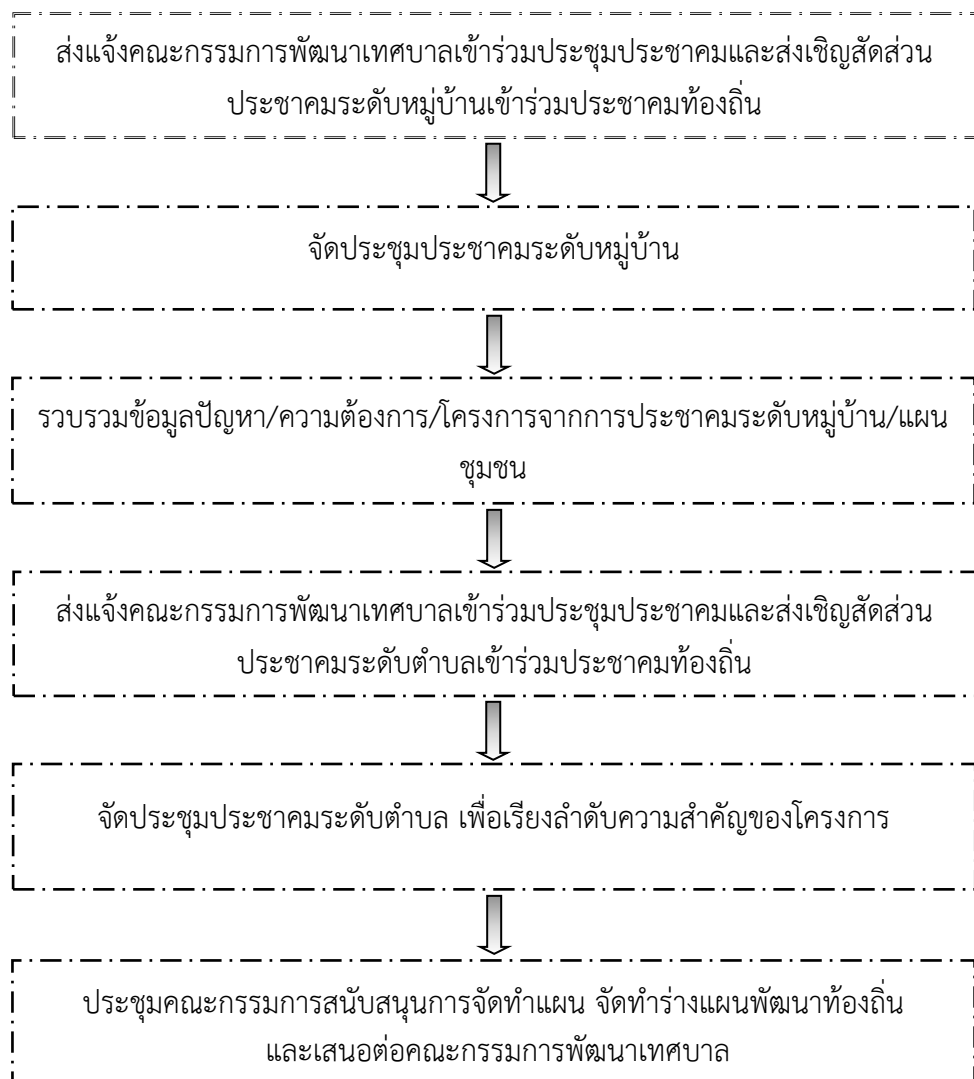 ส่งแจ้งคณะกรรมการพัฒนาเทศบาลเข้าร่วมประชุมประชาคมและส่งเชิญสัดส่วน
ประชาคมระดับหมู่บ้านเข้าร่วมประชาคมท้องถิ่น
จัดประชุมประชาคมระดับหมู่บ้าน
รวบรวมข้อมูลปัญหา/ความต้องการ/โครงการจากการประชาคมระดับหมู่บ้าน/แผน
ชุมชน
ส่งแจ้งคณะกรรมการพัฒนาเทศบาลเข้าร่วมประชุมประชาคมและส่งเชิญสัดส่วน
ประชาคมระดับตำบลเข้าร่วมประชาคมท้องถิ่น
จัดประชุมประชาคมระดับตำบล เพื่อเรียงลำดับความสำคัญของโครงการ
ประชุมคณะกรรมการสนับสนุนการจัดทำแผน จัดทำร่างแผนพัฒนาท้องถิ่น
และเสนอต่อคณะกรรมการพัฒนาเทศบาล